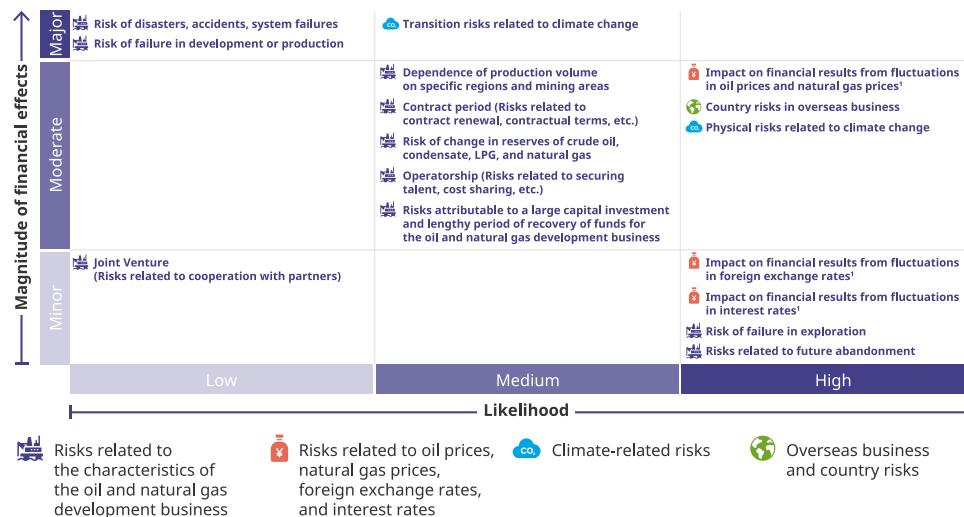 Magnitude of financial effects
Major
Risk of disasters, accidents, system failures
Risk of failure in development or production
CO₂ Transition risks related to climate change
Moderate
Dependence of production volume
on specific regions and mining areas
Contract period (Risks related to
contract renewal, contractual terms, etc.)
Risk of change in reserves of crude oil,
condensate, LPG, and natural gas
Operatorship (Risks related to securing
talent, cost sharing, etc.)
Risks attributable to a large capital investment
and lengthy period of recovery of funds for
the oil and natural gas development business
¥ Impact on financial results from fluctuations
in oil prices and natural gas prices¹
Country risks in overseas business
CO₂ Physical risks related to climate change
Minor
Joint Venture
(Risks related to cooperation with partners)
¥ Impact on financial results from fluctuations
in foreign exchange rates¹
¥ Impact on financial results from fluctuations
in interest rates¹
Risk of failure in exploration
Risks related to future abandonment
Low
Medium
High
Likelihood
Risks related to
the characteristics of
the oil and natural gas
development business
¥ Risks related to oil prices,
natural gas prices,
foreign exchange rates,
and interest rates
CO₂ Climate-related risks
Overseas business
and country risks